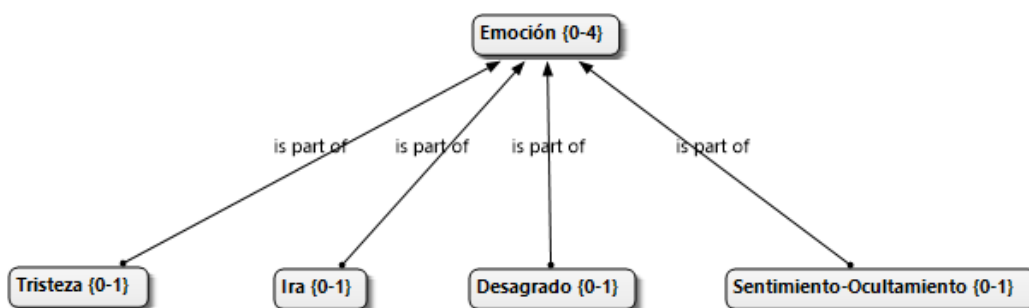 Emoción {0-4}
is part of is part of is part of is part of
Tristeza {0-1} Ira {0-1} Desagrado {0-1} Sentimiento-Ocultamiento {0-1}